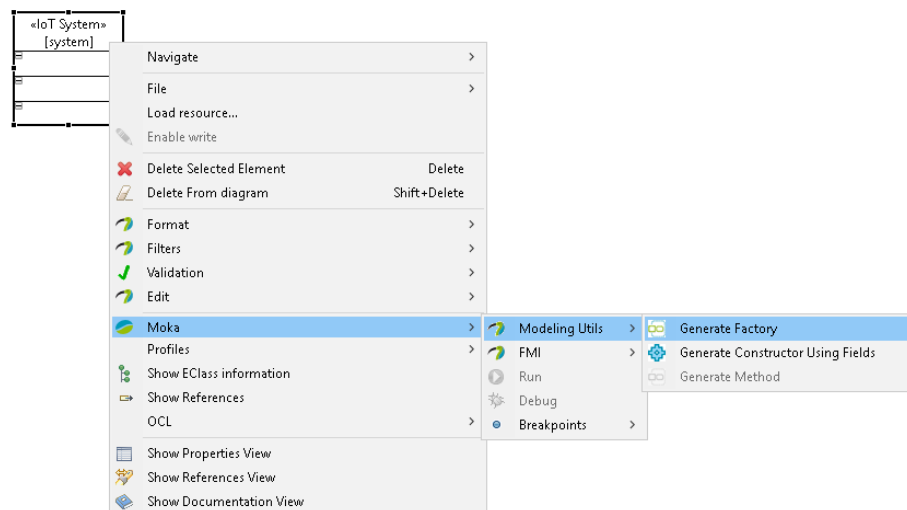 «IoT System»
[system]
Navigate
File
Load resource...
Enable write
Delete Selected Element Delete
Delete From diagram Shift+Delete
Format
Filters
Validation
Edit
Moka Modeling Utils Generate Factory
Profiles FMI Generate Constructor Using Fields
Show EClass information Run Generate Method
Show References Debug
OCL Breakpoints
Show Properties View
Show References View
Show Documentation View